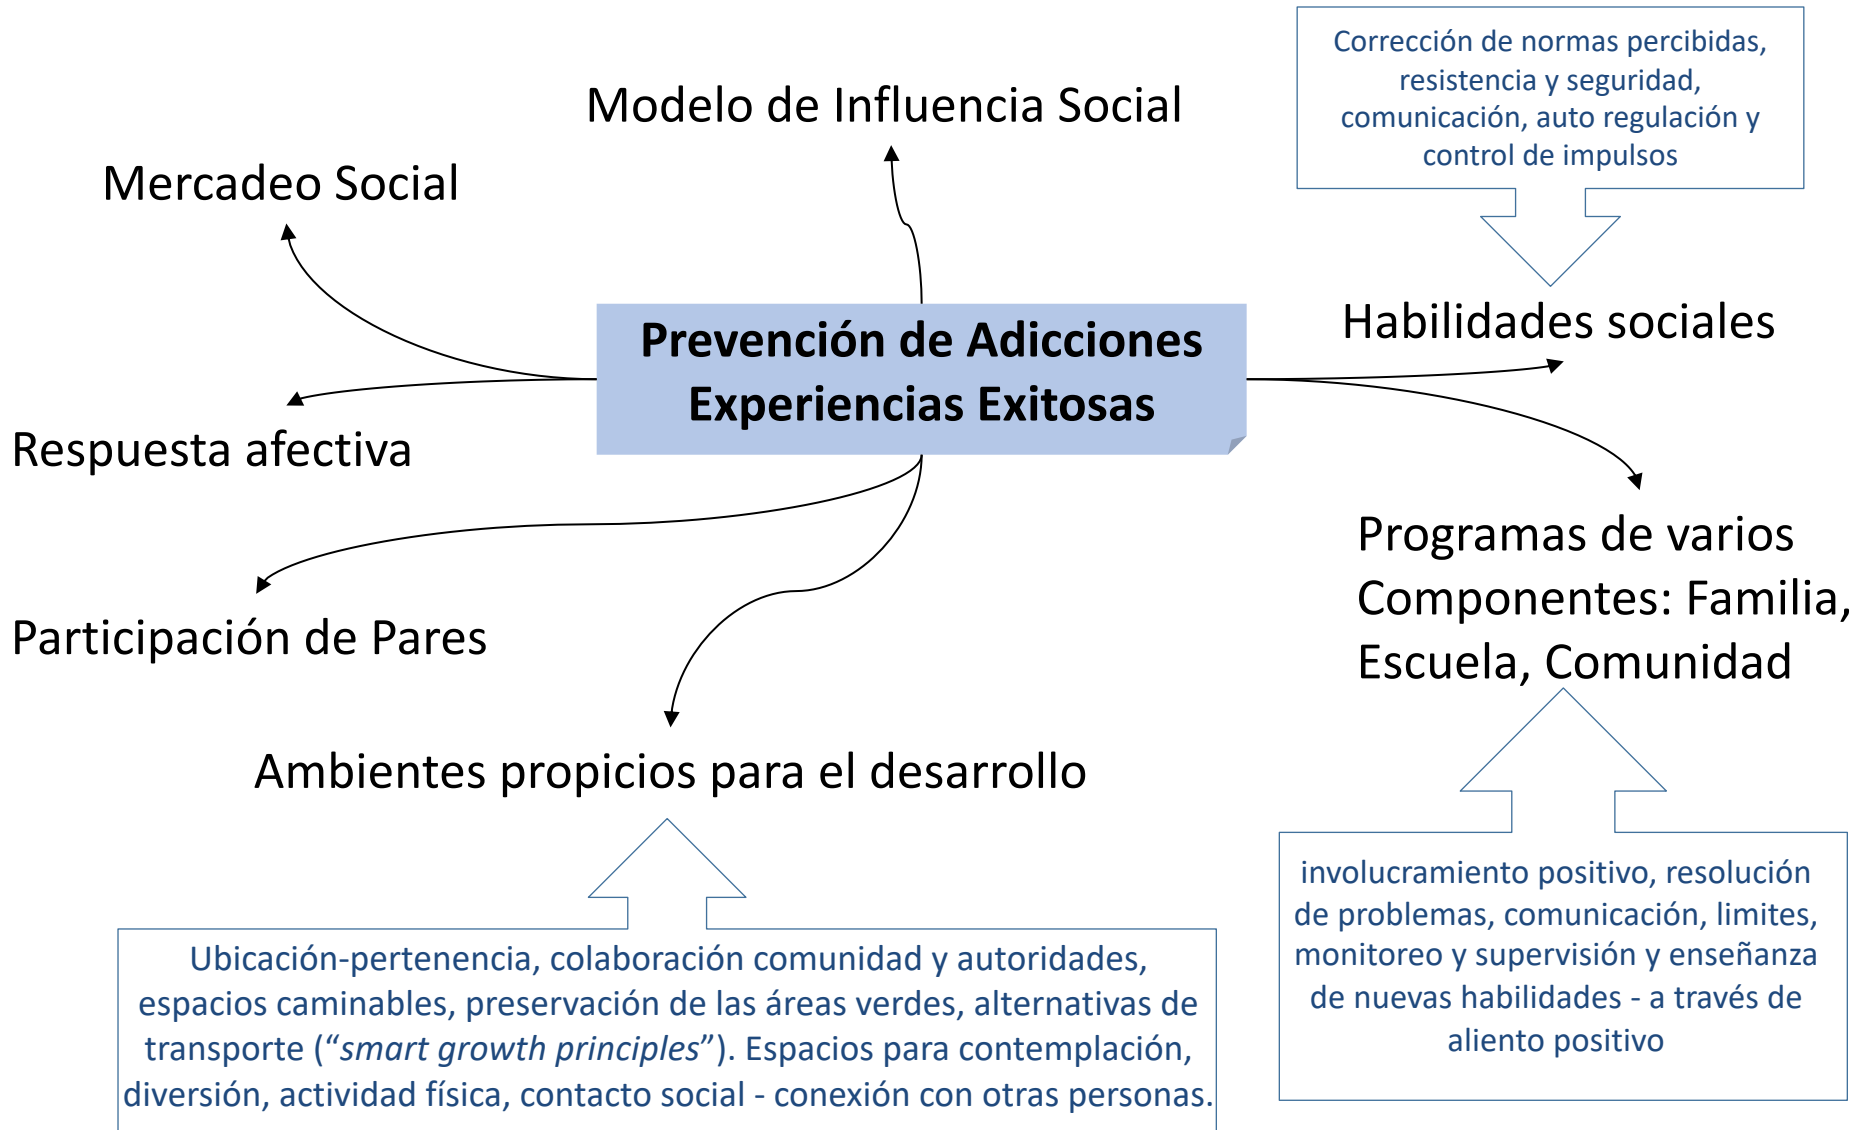 Corrección de normas percibidas,
resistencia y seguridad,
comunicación, auto regulación y
control de impulsos
Modelo de Influencia Social
Mercadeo Social
Habilidades sociales
Prevención de Adicciones
Experiencias Exitosas
Respuesta afectiva
Programas de varios
Componentes: Familia,
Escuela, Comunidad
Participación de Pares
Ambientes propicios para el desarrollo
involucramiento positivo, resolución
de problemas, comunicación, limites,
monitoreo y supervisión y enseñanza
de nuevas habilidades - a través de
aliento positivo
Ubicación-pertenencia, colaboración comunidad y autoridades,
espacios caminables, preservación de las áreas verdes, alternativas de
transporte (“smart growth principles”). Espacios para contemplación,
diversión, actividad física, contacto social - conexión con otras personas.